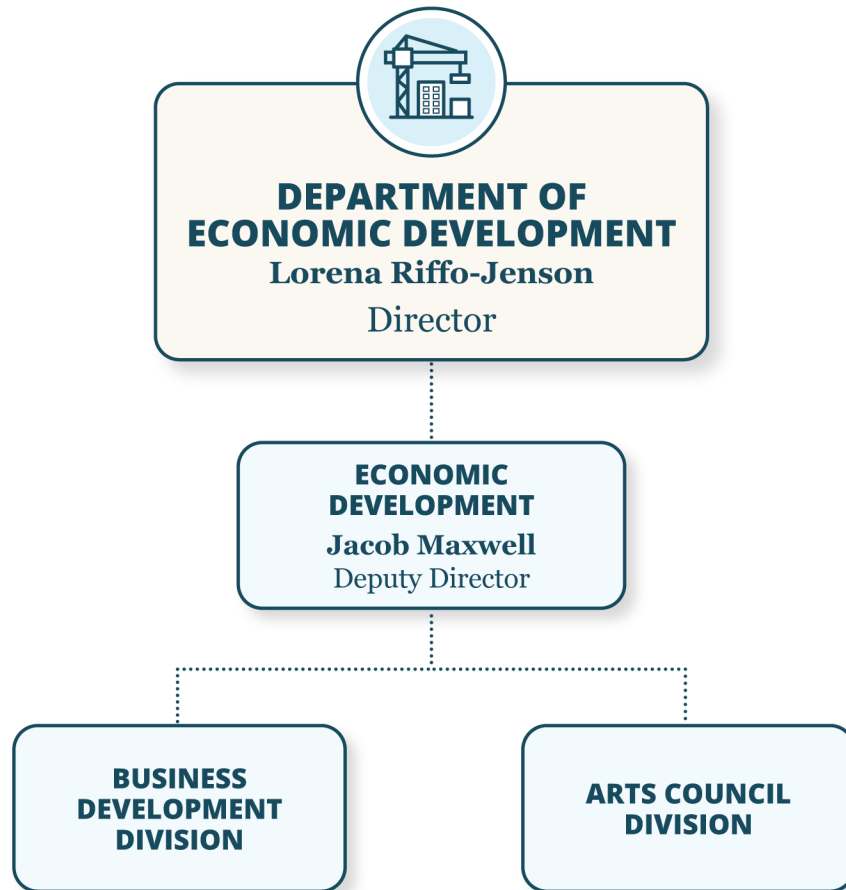 DEPARTMENT OF
ECONOMIC DEVELOPMENT
Lorena Riffo-Jenson
Director
ECONOMIC
DEVELOPMENT
Jacob Maxwell
Deputy Director
BUSINESS
DEVELOPMENT
DIVISION
ARTS COUNCIL
DIVISION